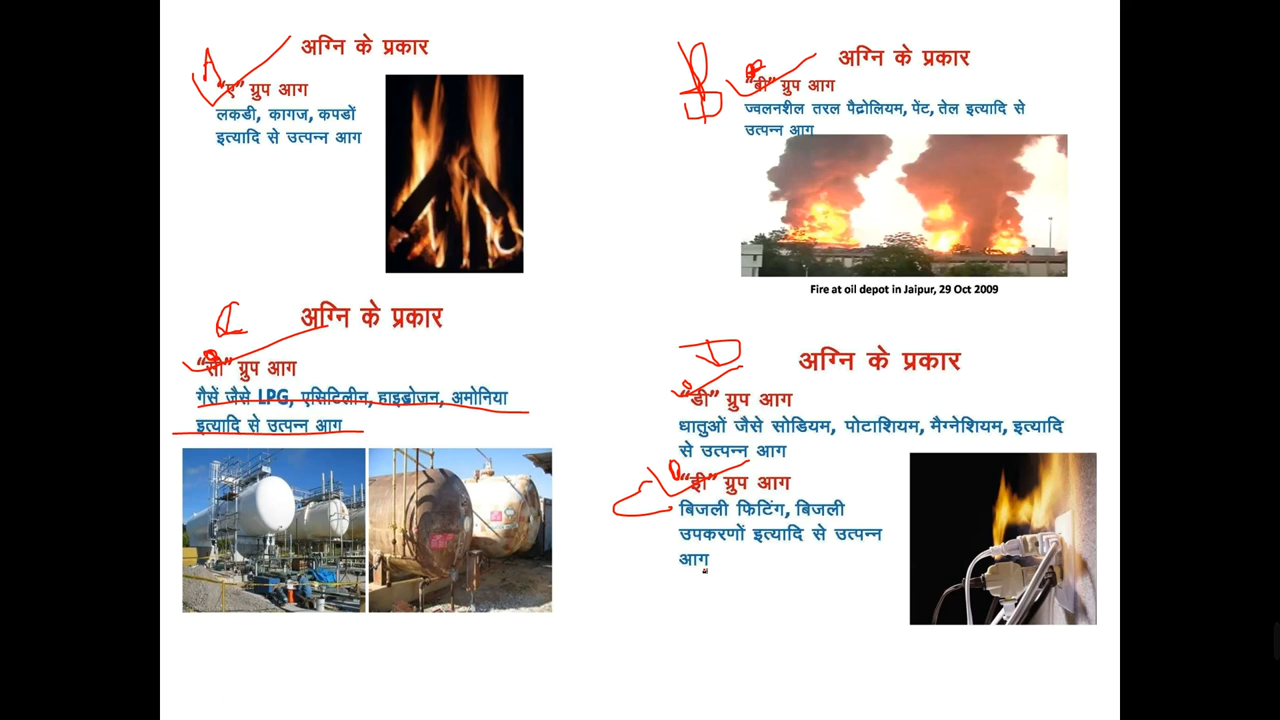 अग्नि के प्रकार
A
“ए” ग्रुप आग
लकडी, कागज, कपडों
इत्यादि से उत्पन्न आग
अग्नि के प्रकार
B
“बी” ग्रुप आग
ज्वलनशील तरल पैट्रोलियम, पेंट, तेल इत्यादि से
उत्पन्न आग
Fire at oil depot in Jaipur, 29 Oct 2009
अग्नि के प्रकार
C
“सी” ग्रुप आग
गैसें जैसे LPG, एसिटिलीन, हाइड्रोजन, अमोनिया
इत्यादि से उत्पन्न आग
अग्नि के प्रकार
D
“डी” ग्रुप आग
धातुओं जैसे सोडियम, पोटाशियम, मैग्नेशियम, इत्यादि
से उत्पन्न आग
“ई” ग्रुप आग
बिजली फिटिंग, बिजली
उपकरणों इत्यादि से उत्पन्न
आग